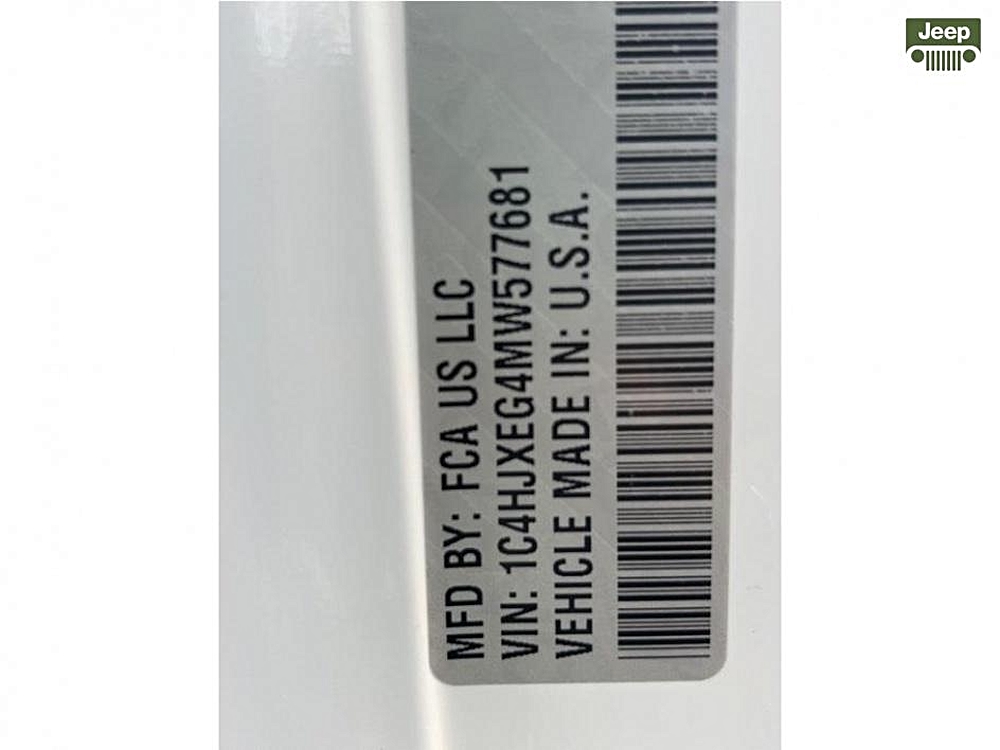 Jeep
MFD BY: FCA US LLC
VIN: 1C4HJXEG4MW577681
VEHICLE MADE IN: U.S.A.